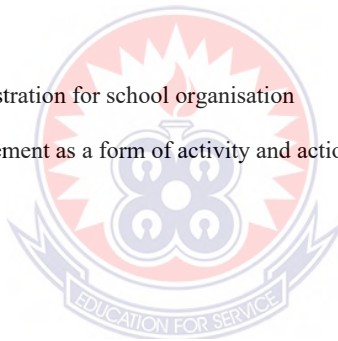 stration for school organisation
ement as a form of activity and actio
EDUCATION FOR SERVICE